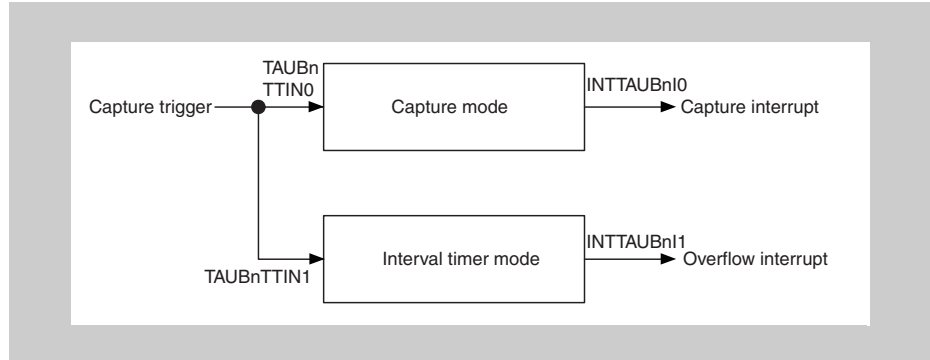 TAUBn
TTIN0
INTTAUBnI0
Capture trigger
Capture mode
Capture interrupt
INTTAUBnI1
Interval timer mode
Overflow interrupt
TAUBnTTIN1